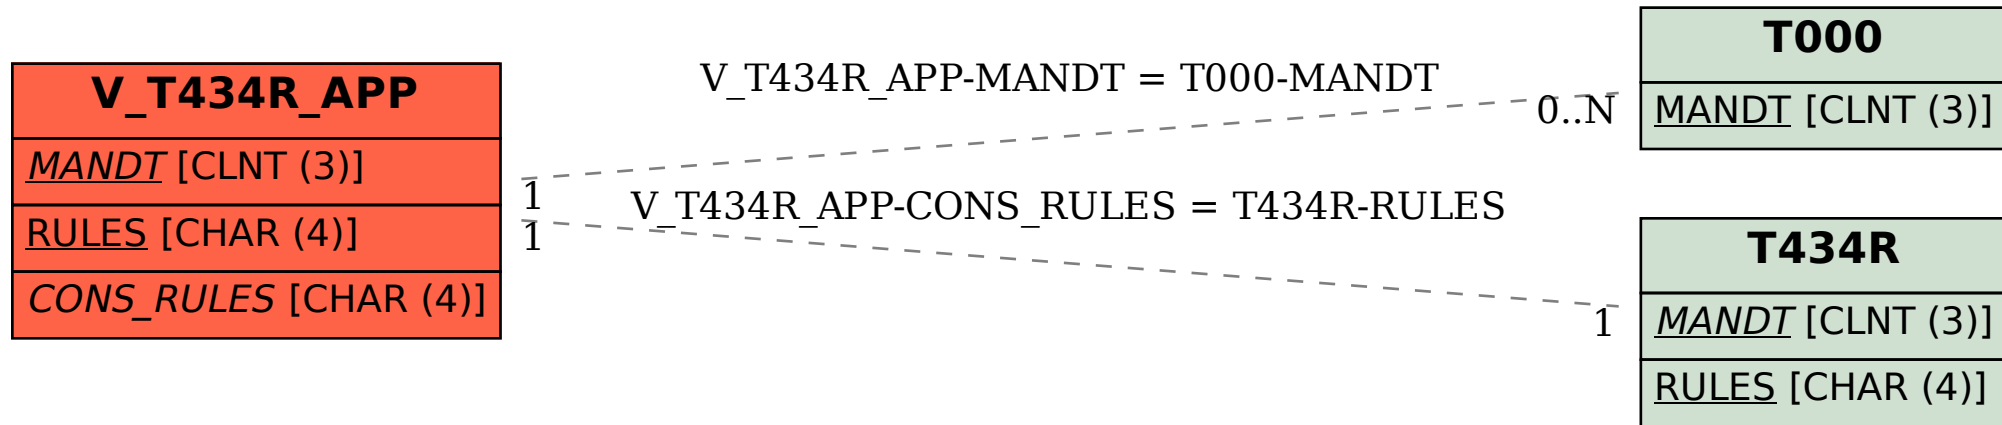 V_T434R_APP
MANDT [CLNT (3)]
RULES [CHAR (4)]
CONS_RULES [CHAR (4)]
V_T434R_APP-MANDT = T000-MANDT
1
0..N
V_T434R_APP-CONS_RULES = T434R-RULES
1
1
T000
MANDT [CLNT (3)]
T434R
MANDT [CLNT (3)]
RULES [CHAR (4)]